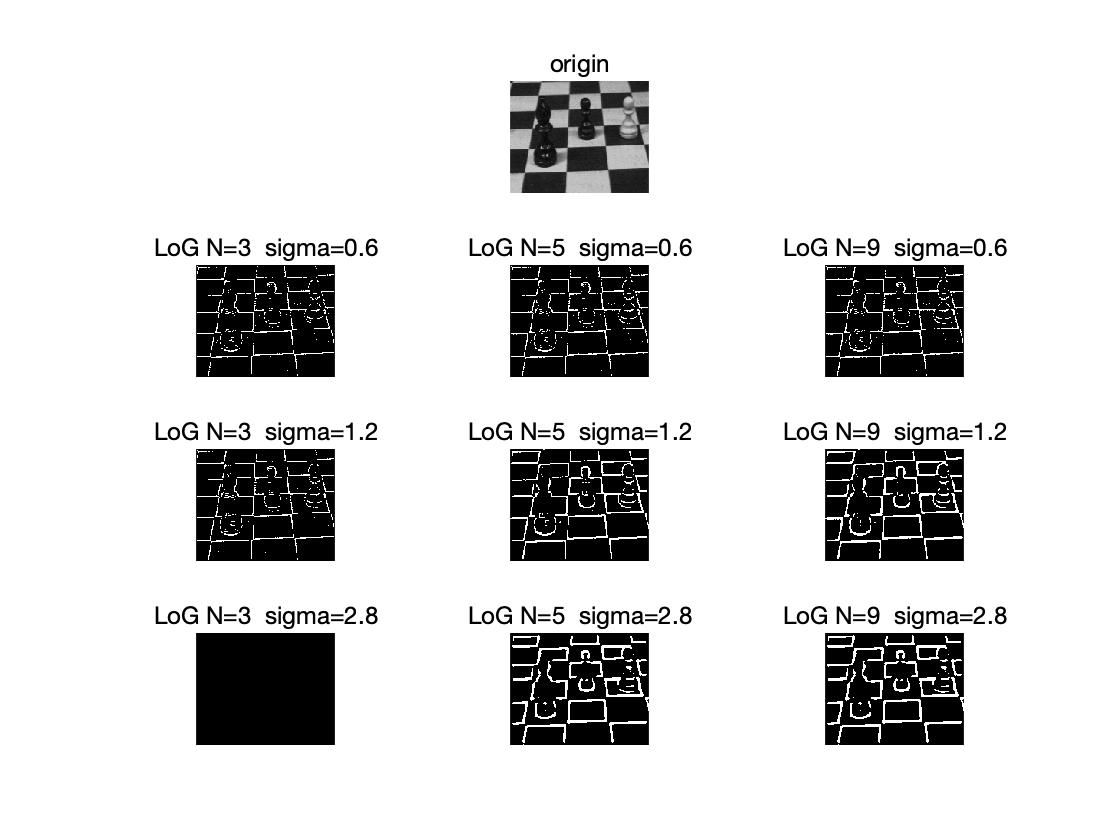 origin
LoG N=3  sigma=0.6
LoG N=5  sigma=0.6
LoG N=9  sigma=0.6
LoG N=3  sigma=1.2
LoG N=5  sigma=1.2
LoG N=9  sigma=1.2
LoG N=3  sigma=2.8
LoG N=5  sigma=2.8
LoG N=9  sigma=2.8